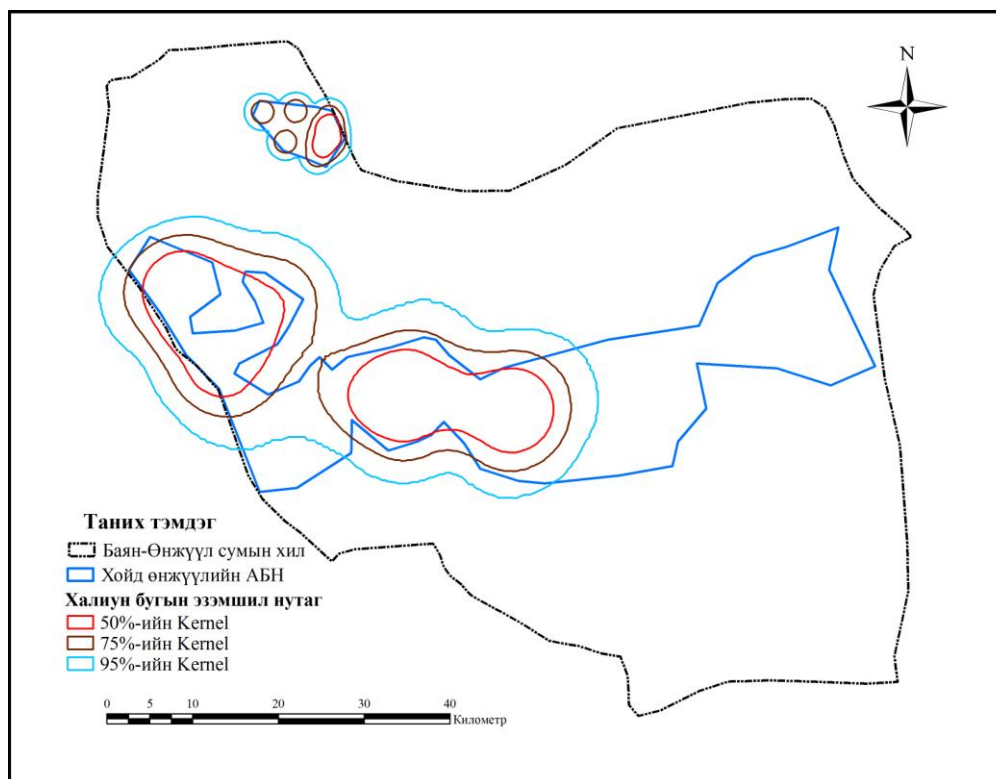 N
Таних тэмдэг
Баян-Өнжүүл сумын хил
Хойд өнжүүлийн АБН
Халиун бугын эзэмшил нутаг
50%-ийн Kernel
75%-ийн Kernel
95%-ийн Kernel
0 5 10 20 30 40
Километр